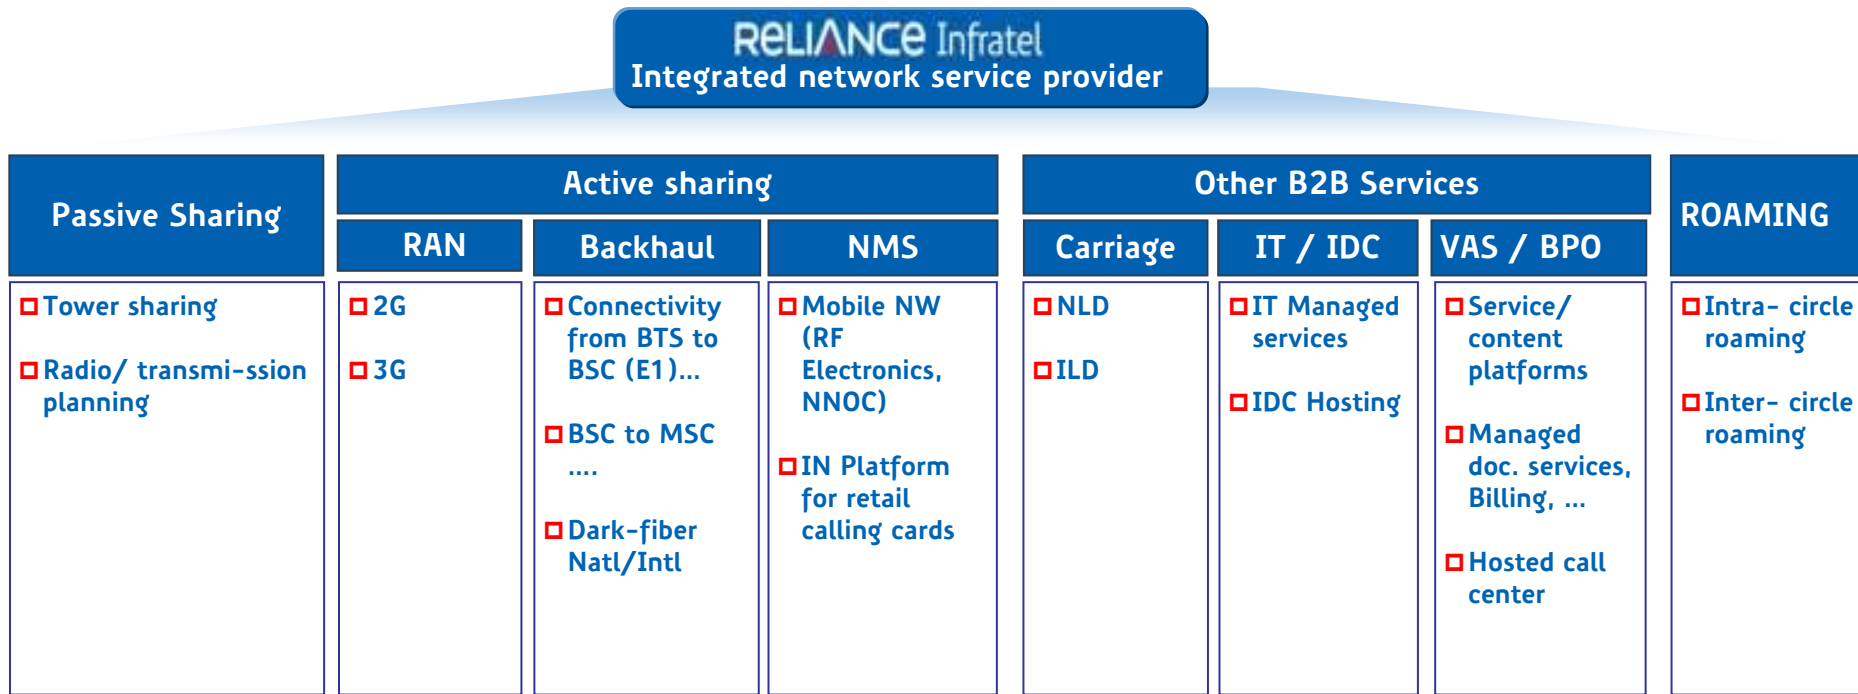 RELIANCE Infratel
Integrated network service provider
Passive Sharing
Tower sharing
Radio/ transmi-ssion
planning
Active sharing
RAN
2G
3G
Backhaul
Connectivity
from BTS to
BSC (E1)...
BSC to MSC
....
Dark-fiber
Natl/Intl
NMS
Mobile NW
(RF
Electronics,
NNOC)
IN Platform
for retail
calling cards
Other B2B Services
Carriage
NLD
ILD
IT / IDC
IT Managed
services
IDC Hosting
VAS / BPO
Service/
content
platforms
Managed
doc. services,
Billing, ...
Hosted call
center
ROAMING
Intra- circle
roaming
Inter- circle
roaming